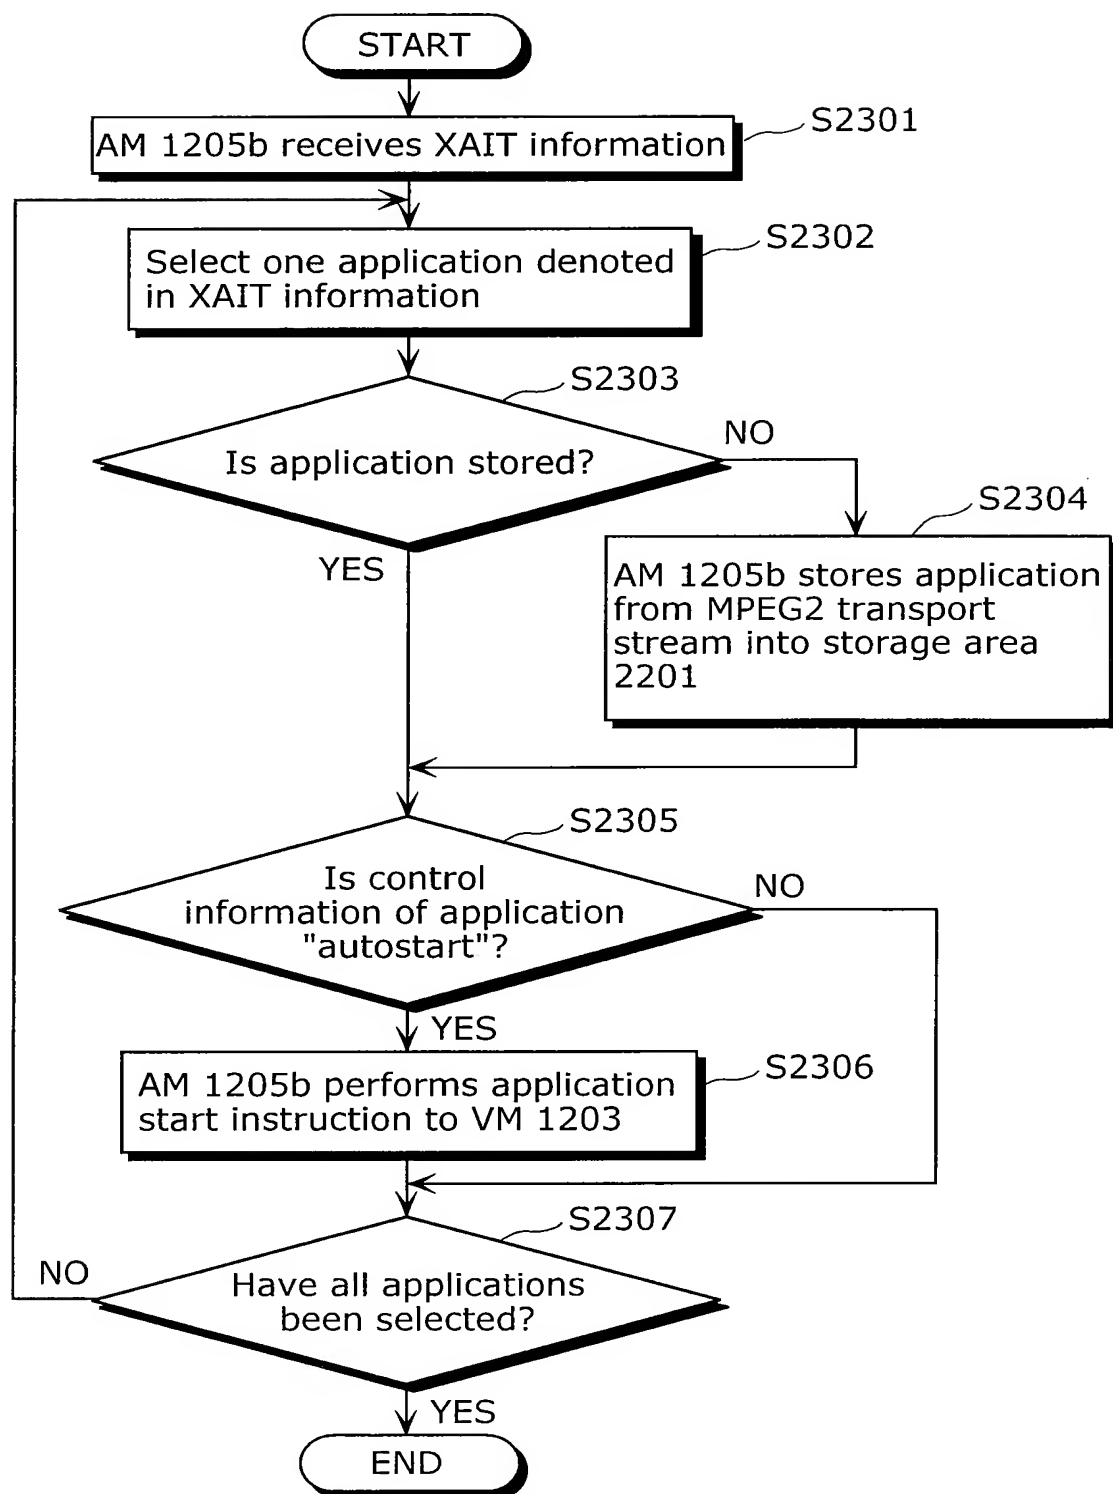 START
S2301
AM 1205b receives XAIT information
S2302
Select one application denoted
in XAIT information
S2303
Is application stored?
NO
YES
S2304
AM 1205b stores application
from MPEG2 transport
stream into storage area
2201
S2305
Is control
information of application
"autostart"?
NO
YES
S2306
AM 1205b performs application
start instruction to VM 1203
S2307
Have all applications
been selected?
NO
YES
END